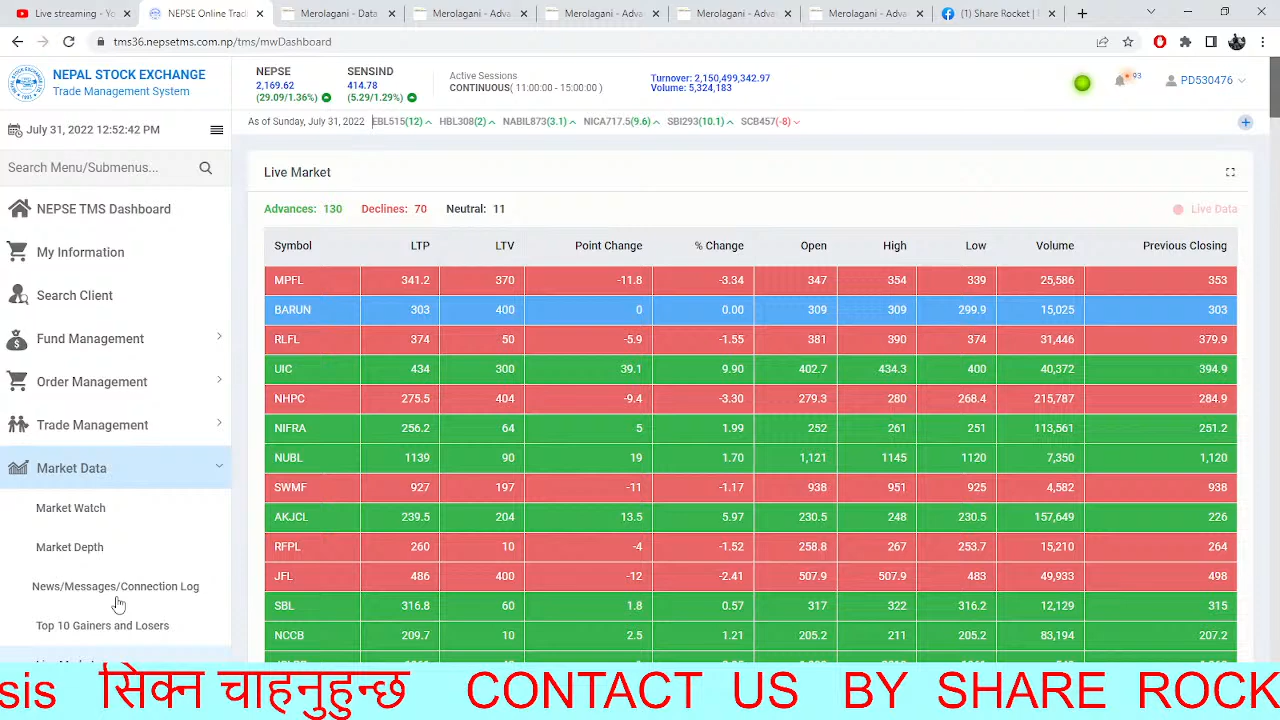 Live streaming - Yo
NEPSE Online Trad
Merolagani - Data
Merolagani - Advan
Merolagani - Advan
Merolagani - Advan
Merolagani - Advan
(1) Share Rocket | F
tms36.nepsetms.com.np/tms/mwDashboard
NEPAL STOCK EXCHANGE
Trade Management System
NEPSE
2,169.62
(29.09/1.36%)
SENSIND
414.78
(5.29/1.29%)
Active Sessions
CONTINUOUS( 11:00:00 - 15:00:00 )
Turnover: 2,150,499,342.97
Volume: 5,324,183
93
PD530476
July 31, 2022 12:52:42 PM
As of Sunday, July 31, 2022 EBL515(12) HBL308(2) NABIL873(3.1) NICA717.5(9.6) SBI293(10.1) SCB457(-8)
Search Menu/Submenus...
NEPSE TMS Dashboard
My Information
Search Client
Fund Management
Order Management
Trade Management
Market Data
Market Watch
Market Depth
News/Messages/Connection Log
Top 10 Gainers and Losers
Live Market
Advances: 130 Declines: 70 Neutral: 11 Live Data
Symbol LTP LTV Point Change % Change Open High Low Volume Previous Closing
MPFL 341.2 370 -11.8 -3.34 347 354 339 25,586 353
BARUN 303 400 0 0.00 309 309 299.9 15,025 303
RLFL 374 50 -5.9 -1.55 381 390 374 31,446 379.9
UIC 434 300 39.1 9.90 402.7 434.3 400 40,372 394.9
NHPC 275.5 404 -9.4 -3.30 279.3 280 268.4 215,787 284.9
NIFRA 256.2 64 5 1.99 252 261 251 113,561 251.2
NUBL 1139 90 19 1.70 1,121 1145 1120 7,350 1,120
SWMF 927 197 -11 -1.17 938 951 925 4,582 938
AKJCL 239.5 204 13.5 5.97 230.5 248 230.5 157,649 226
RFPL 260 10 -4 -1.52 258.8 267 253.7 15,210 264
JFL 486 400 -12 -2.41 507.9 507.9 483 49,933 498
SBL 316.8 60 1.8 0.57 317 322 316.2 12,129 315
NCCB 209.7 10 2.5 1.21 205.2 211 205.2 83,194 207.2
sis सिक्न चाहनुहुन्छ CONTACT US BY SHARE ROCK